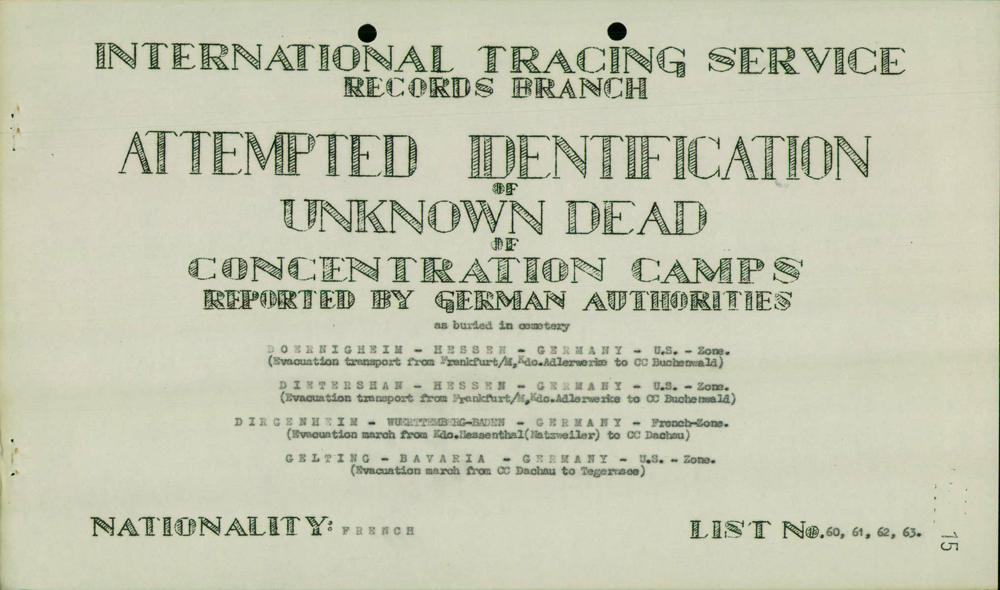 INTERNATIONAL TRACING SERVICE
RECORDS BRANCH
ATTEMPTED IDENTIFICATION
OF
UNKNOWN DEAD
OF
CONCENTRATION CAMPS
REPORTED BY GERMAN AUTHORITIES
as buried in cemetery
DOERNIGHEIM - HESSEN - GERMANY - U.S. - Zone.
(Evacuation transport from Frankfurt/M,Kdo.Adlerwerke to CC Buchenwald)
DIETERSHAN - HESSEN - GERMANY - U.S. - Zone.
(Evacuation transport from Frankfurt/M,Kdo.Adlerwerke to CC Buchenwald)
DIRGENHEIM - WUERTTEMBERG-BADEN - GERMANY - French-Zone.
(Evacuation march from Kdo.Hessenthal(Natzweiler) to CC Dachau)
GELTING - BAVARIA - GERMANY - U.S. - Zone.
(Evacuation march from CC Dachau to Tegernsee)
NATIONALITY: FRENCH
LIST No. 60, 61, 62, 63.
15